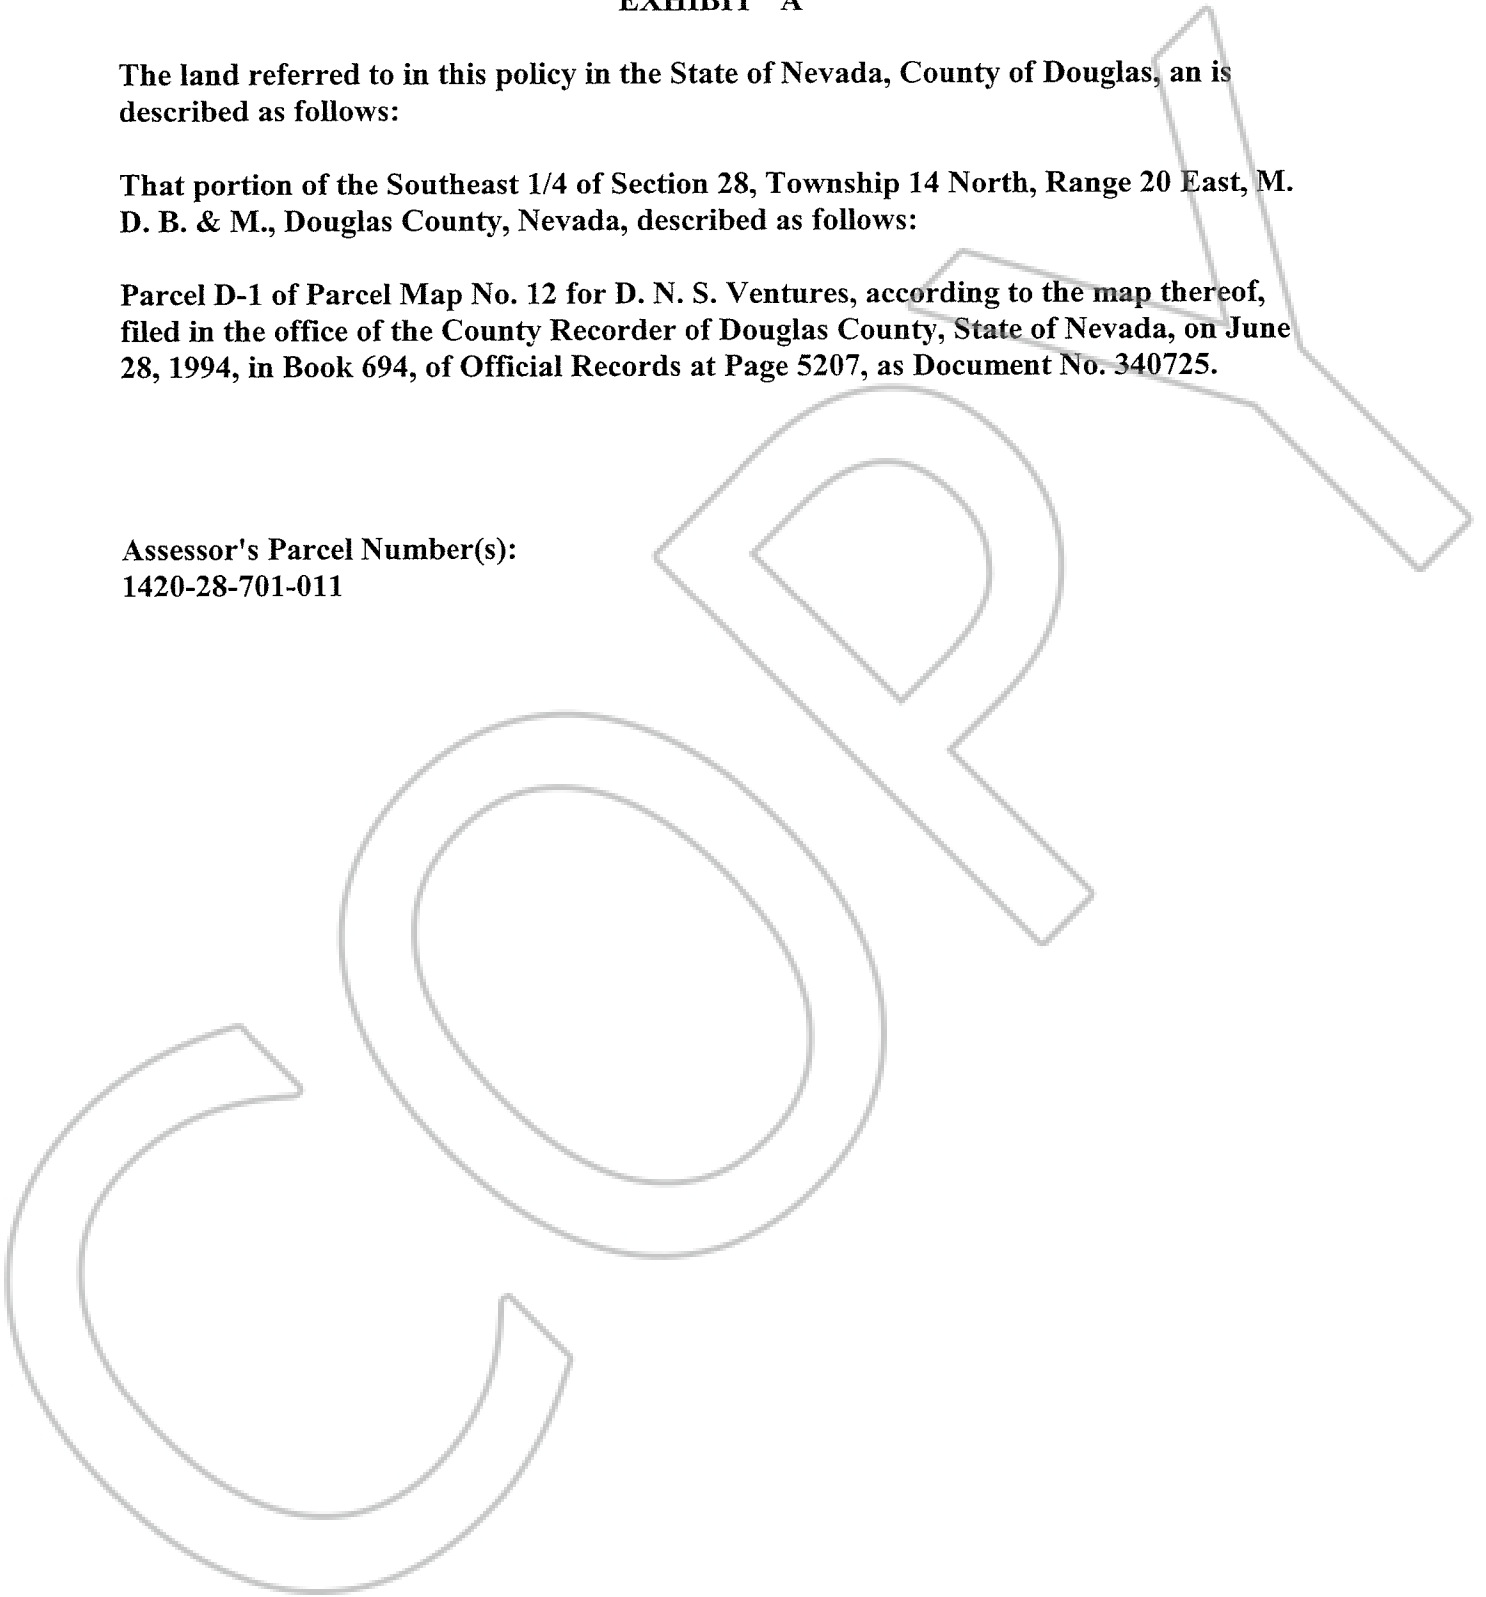 EXHIBIT "A"
The land referred to in this policy in the State of Nevada, County of Douglas, an is
described as follows:
That portion of the Southeast 1/4 of Section 28, Township 14 North, Range 20 East, M.
D. B. & M., Douglas County, Nevada, described as follows:
Parcel D-1 of Parcel Map No. 12 for D. N. S. Ventures, according to the map thereof,
filed in the office of the County Recorder of Douglas County, State of Nevada, on June
28, 1994, in Book 694, of Official Records at Page 5207, as Document No. 340725.
Assessor's Parcel Number(s):
1420-28-701-011
COPY